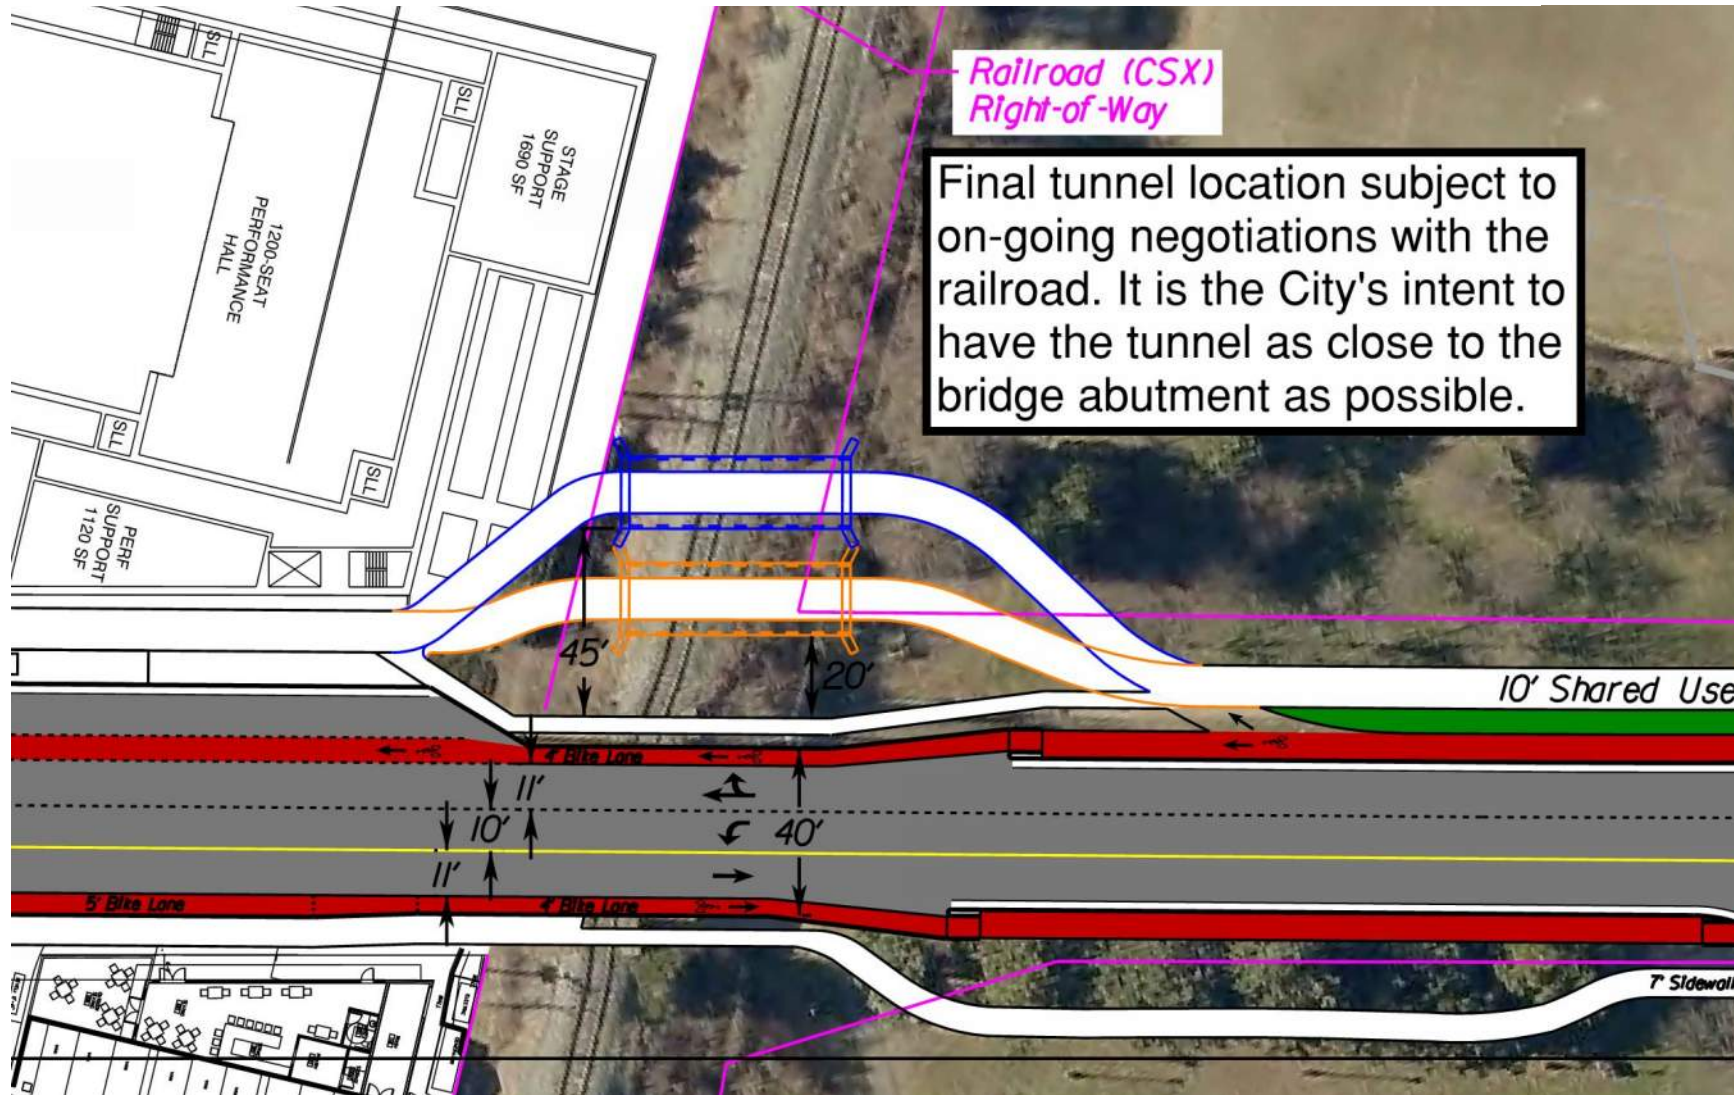 SLL
SLL
STAGE
SUPPORT
1690 SF
1200-SEAT
PERFORMANCE
HALL
SLL
SLL
PERF
SUPPORT
1120 SF
Railroad (CSX)
Right-of-Way
Final tunnel location subject to
on-going negotiations with the
railroad. It is the City's intent to
have the tunnel as close to the
bridge abutment as possible.
45'
20'
10' Shared Use
4' Bike Lane
11'
10'
40'
11'
5' Bike Lane
4' Bike Lane
7' Sidewal